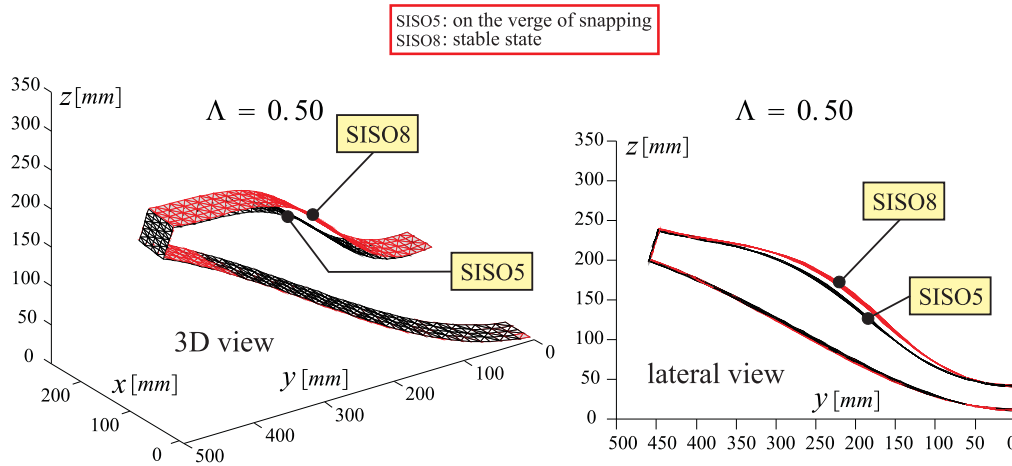 SISO5: on the verge of snapping
SISO8: stable state
350
300
250
200
150
100
50
0
z [mm]
Λ = 0.50
SISO8
SISO5
3D view
200
100
0
x [mm]
500
400
300
100
0
y [mm]
Λ = 0.50
350
300
250
200
150
100
50
0
z [mm]
SISO8
SISO5
lateral view
y [mm]
500 450 400 350 300 250 200 150 100 50 0